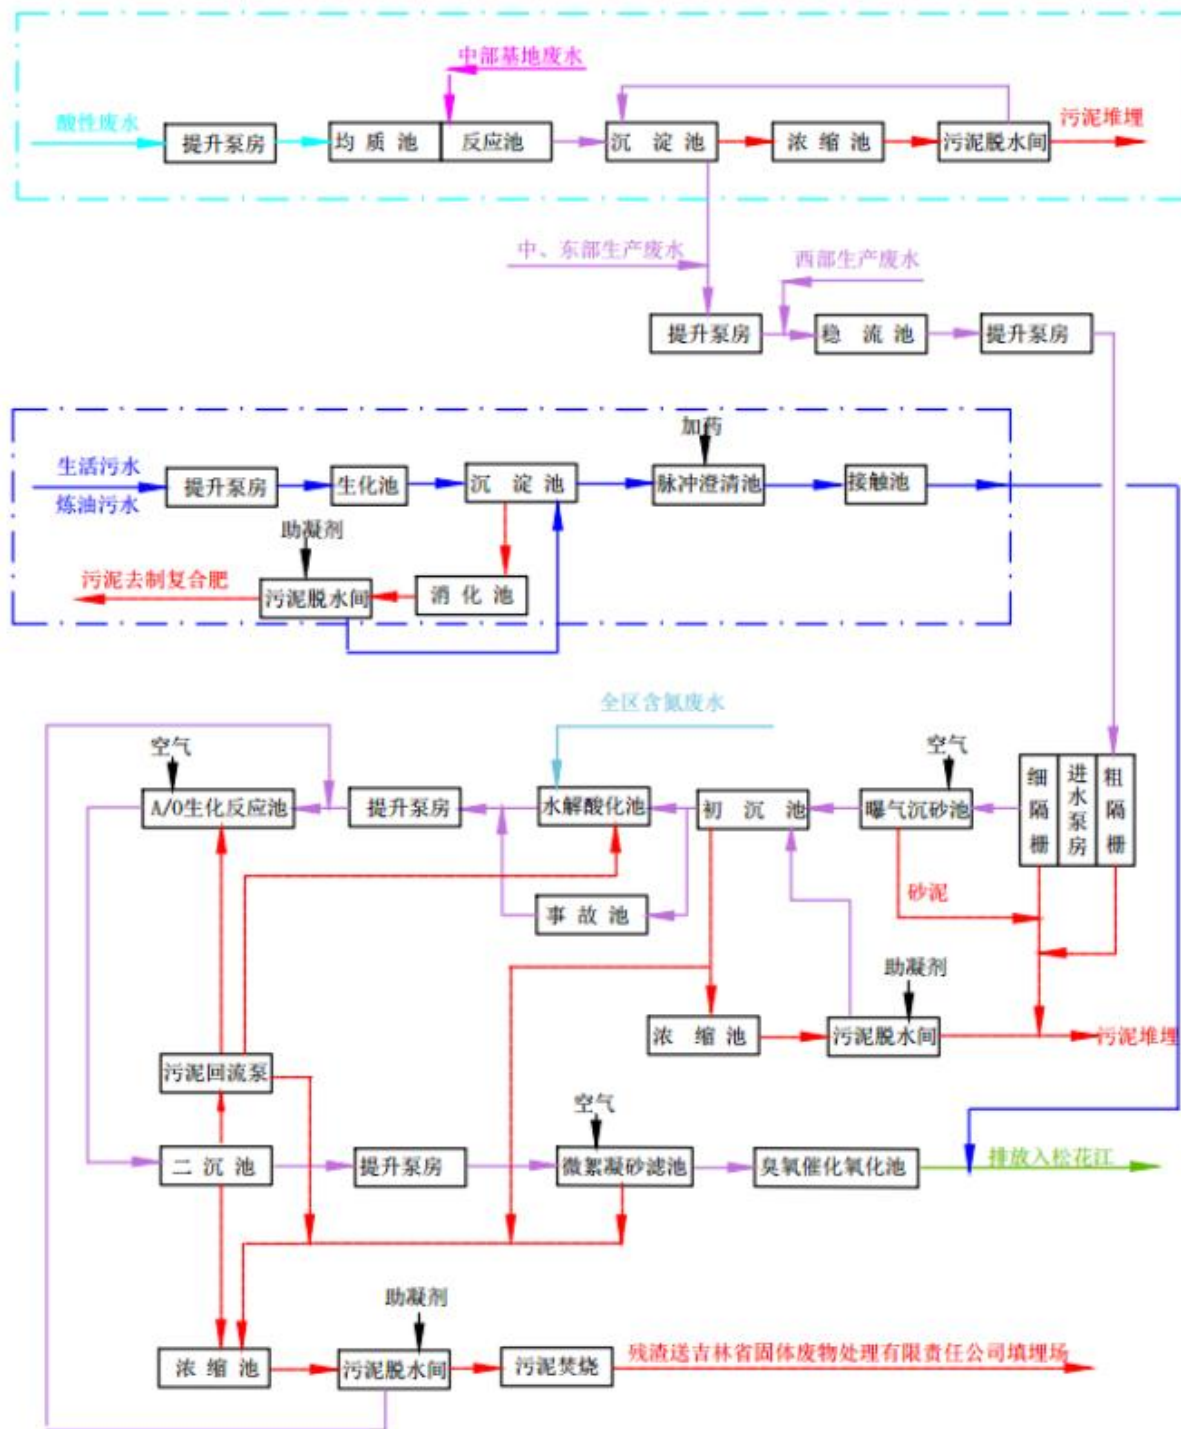 中部基地废水
酸性废水
提升泵房
均质池
反应池
沉淀池
浓缩池
污泥脱水间
污泥堆埋
中、东部生产废水
西部生产废水
提升泵房
稳流池
提升泵房
加药
生活污水
炼油污水
提升泵房
生化池
沉淀池
脉冲澄清池
接触池
助凝剂
污泥去制复合肥
污泥脱水间
消化池
全区含氮废水
空气
空气
A/O生化反应池
提升泵房
水解酸化池
初沉池
曝气沉砂池
细隔栅
进水泵房
粗隔栅
事故池
砂泥
助凝剂
浓缩池
污泥脱水间
污泥堆埋
污泥回流泵
空气
二沉池
提升泵房
微絮凝砂滤池
臭氧催化氧化池
排放入松花江
助凝剂
浓缩池
污泥脱水间
污泥焚烧
残渣送吉林省固体废物处理有限责任公司填埋场